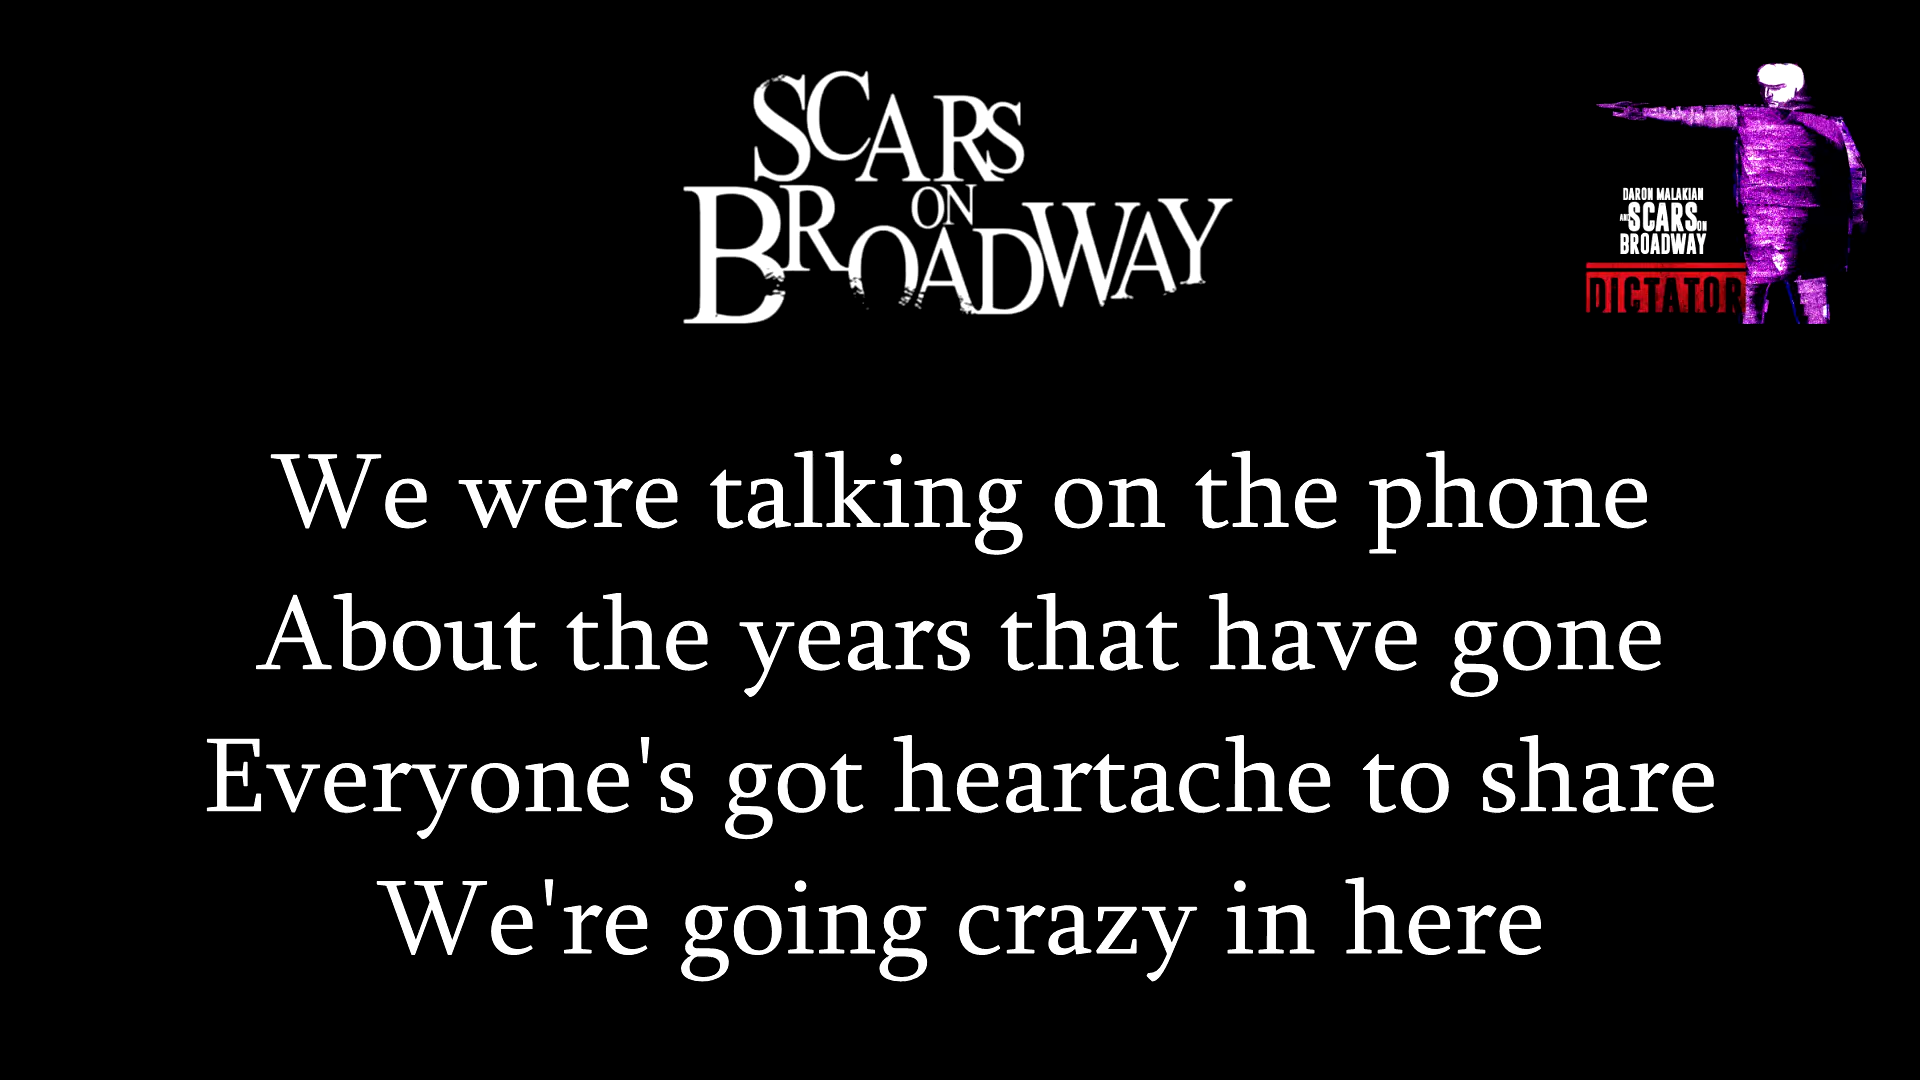 SCARS
ON
BROADWAY
DARON MALAKIAN
AND SCARS ON
BROADWAY
DICTATOR
We were talking on the phone
About the years that have gone
Everyone's got heartache to share
We're going crazy in here